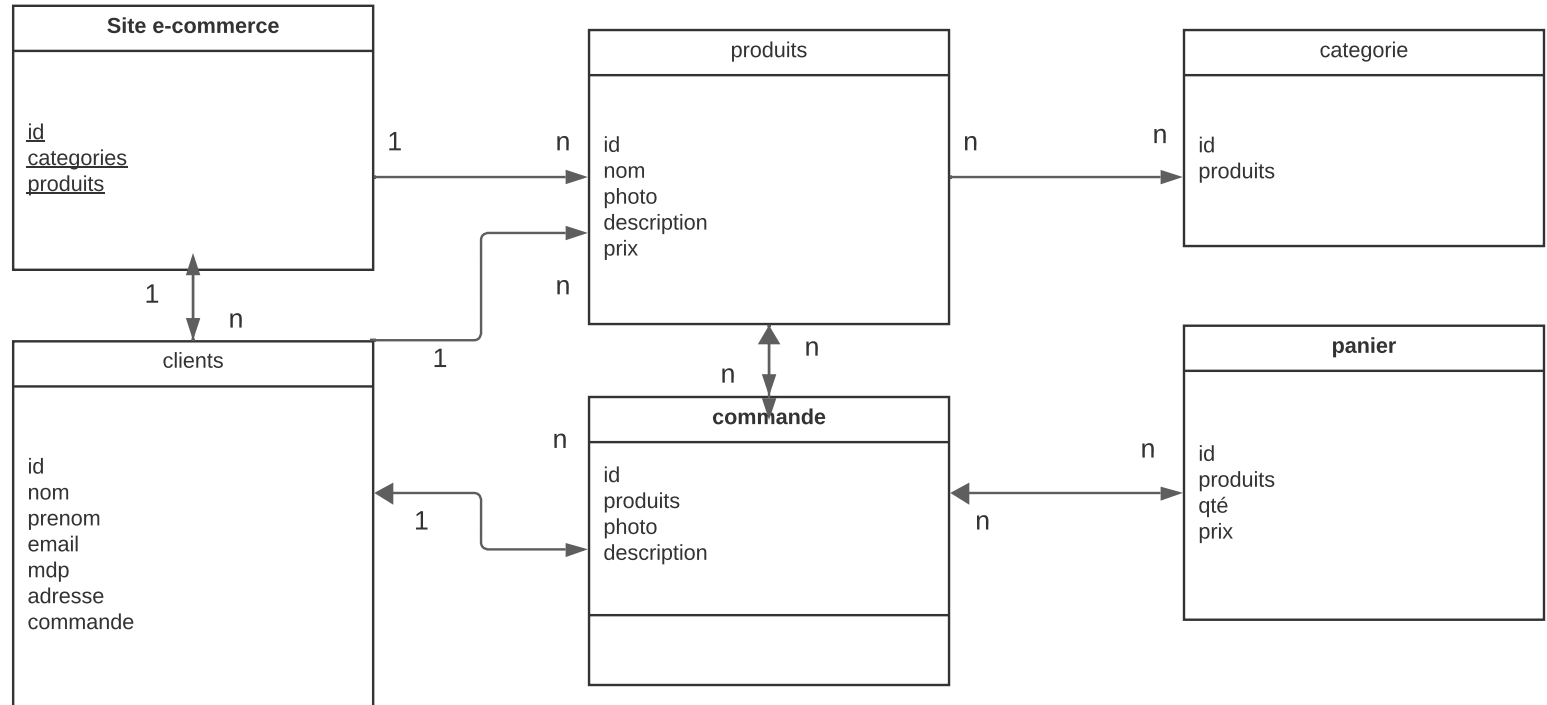 Site e-commerce
id
categories
produits
1
n
produits
id
nom
photo
description
prix
n
n
categorie
id
produits
1
n
1
n
clients
id
nom
prenom
email
mdp
adresse
commande
n
n
1
n
commande
id
produits
photo
description
n
n
panier
id
produits
qté
prix